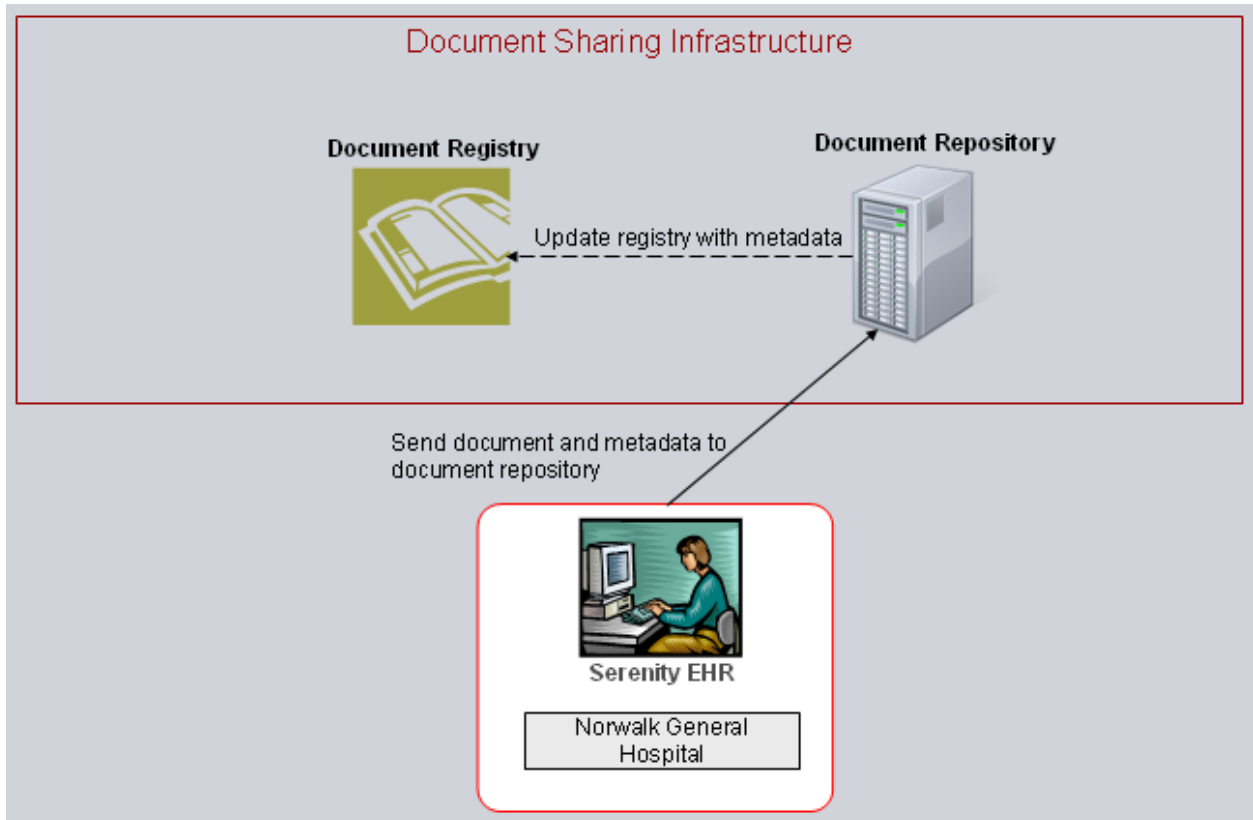 Document Sharing Infrastructure
Document Registry
Document Repository
Update registry with metadata
Send document and metadata to
document repository
Serenity EHR
Norwalk General
Hospital